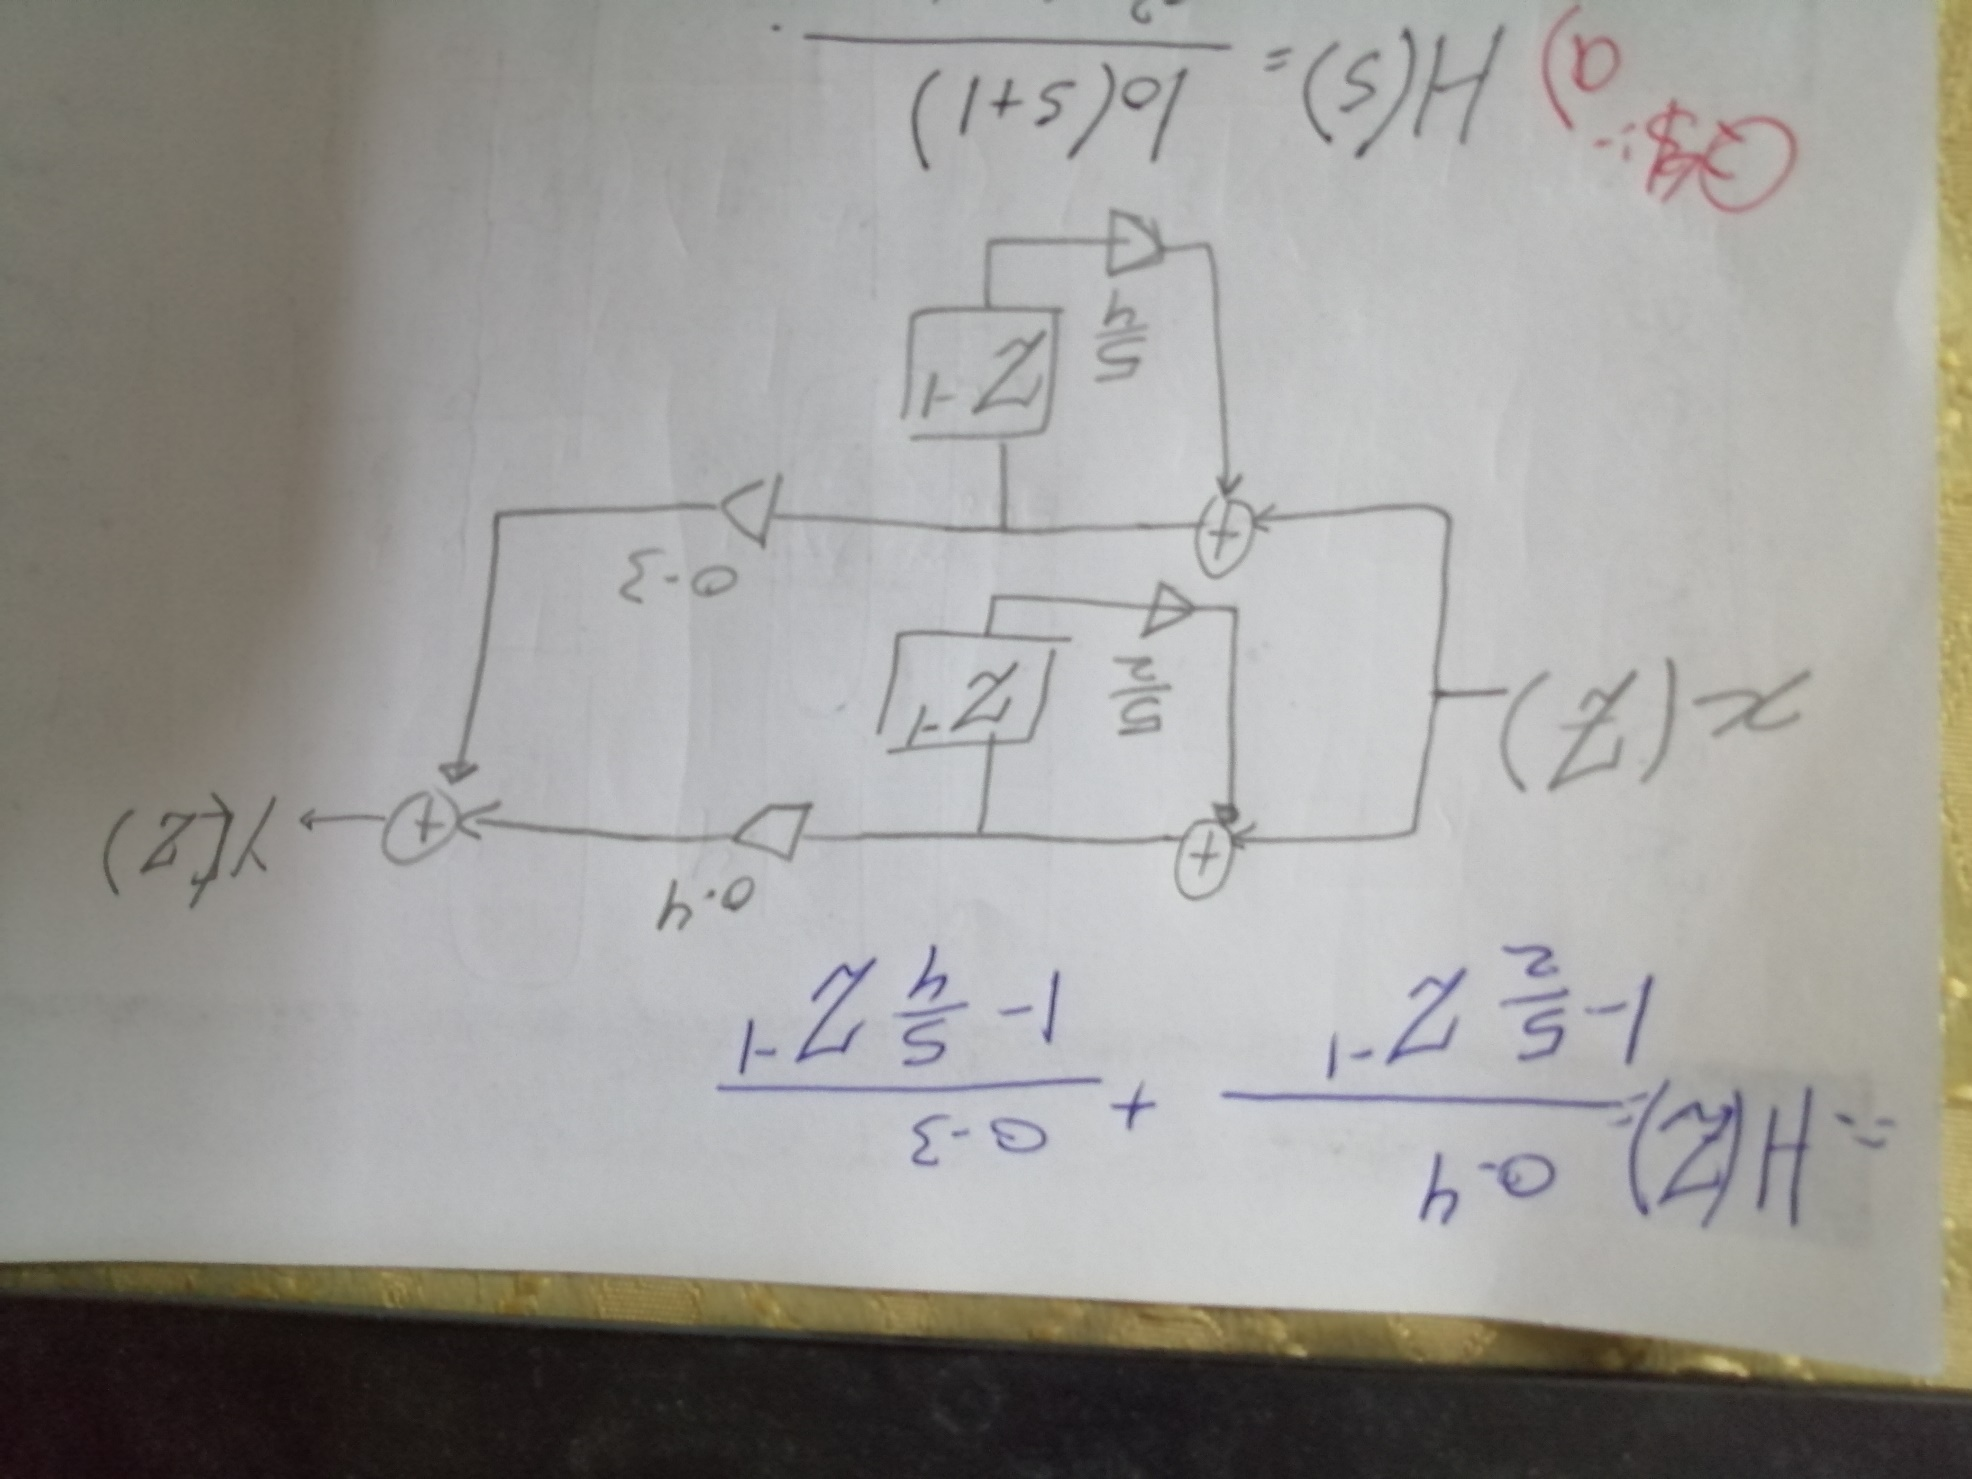 ∴ H(Z) = 0.4 / (1 - 5/2 Z^-1) + 0.3 / (1 - 5/4 Z^-1)
0.4
+
+
Y(Z)
x(Z)
Z^-1
5/2
0.3
+
Z^-1
5/4
a) H(s) = 10(s+1)